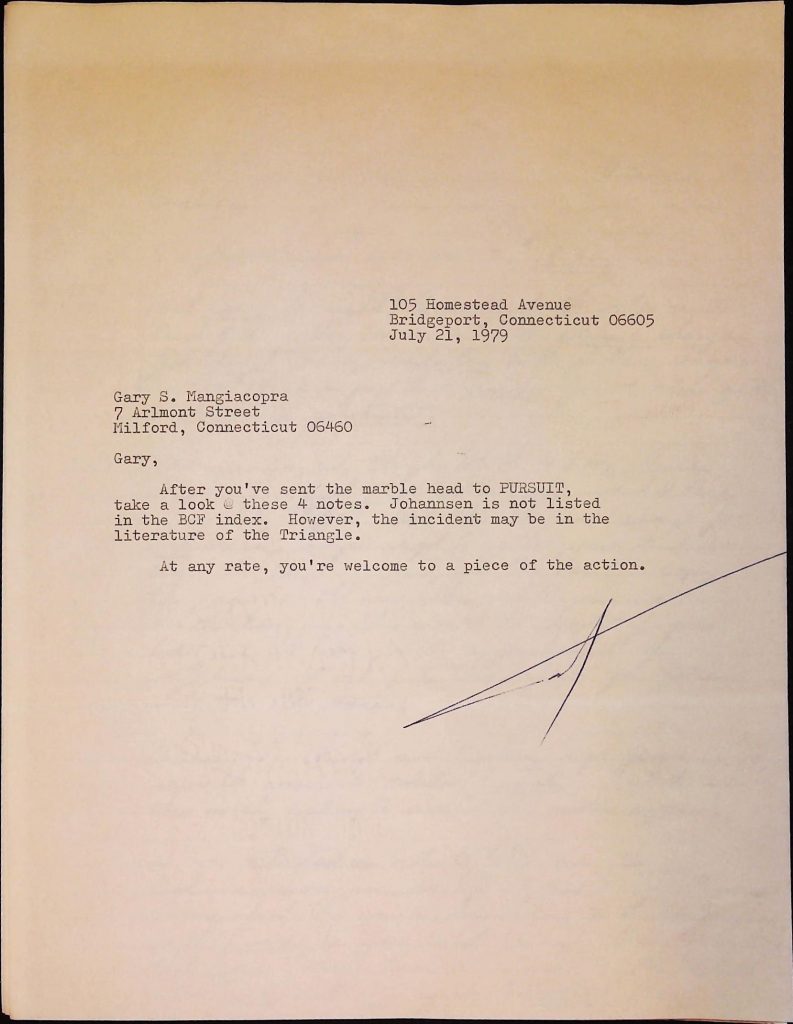 105 Homestead Avenue
Bridgeport, Connecticut 06605
July 21, 1979
Gary S. Mangiacopra
7 Arlmont Street
Milford, Connecticut 06460
Gary,
After you've sent the marble head to PURSUIT,
take a look @ these 4 notes. Johannsen is not listed
in the BCF index. However, the incident may be in the
literature of the Triangle.
At any rate, you're welcome to a piece of the action.